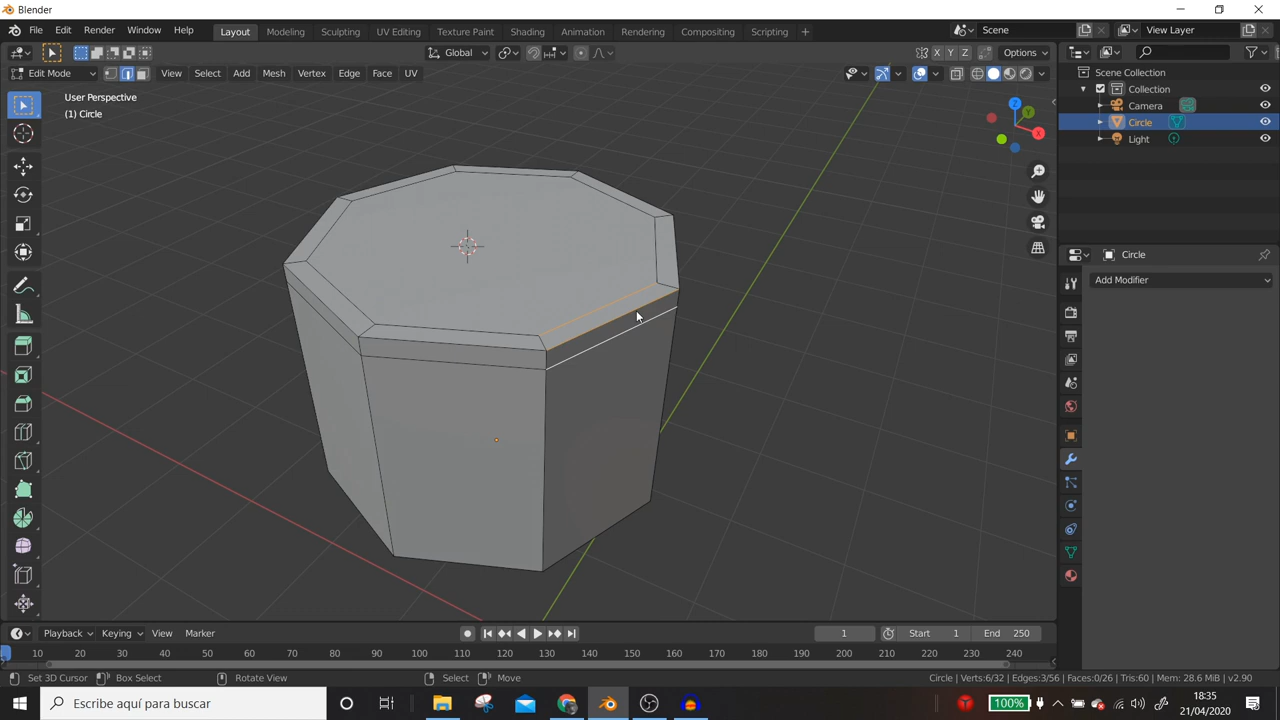 Blender
File Edit Render Window Help Layout Modeling Sculpting UV Editing Texture Paint Shading Animation Rendering Compositing Scripting + Scene View Layer
Global X Y Z Options
Edit Mode View Select Add Mesh Vertex Edge Face UV
User Perspective
(1) Circle
Z
Y
X
Scene Collection
Collection
Camera
Circle
Light
Circle
Add Modifier
Playback Keying View Marker 1 Start 1 End 250
10 20 30 40 50 60 70 80 90 100 110 120 130 140 150 160 170 180 190 200 210 220 230 240
Set 3D Cursor Box Select Rotate View Select Move Circle | Verts:6/32 | Edges:3/56 | Faces:0/26 | Tris:60 | Mem: 28.6 MiB | v2.90
Escribe aquí para buscar 100% 18:35
21/04/2020